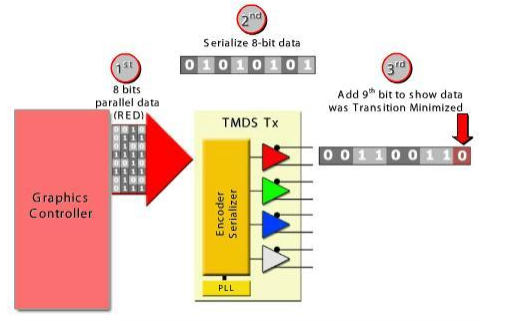 2nd
Serialize 8-bit data
0 1 0 1 0 1 0 1
1st
8 bits
parallel data
(RED)
3rd
Add 9th bit to show data
was Transition Minimized
0 0 1 1 0 0 1 1 0
TMDS Tx
Graphics
Controller
Encoder
Serializer
PLL